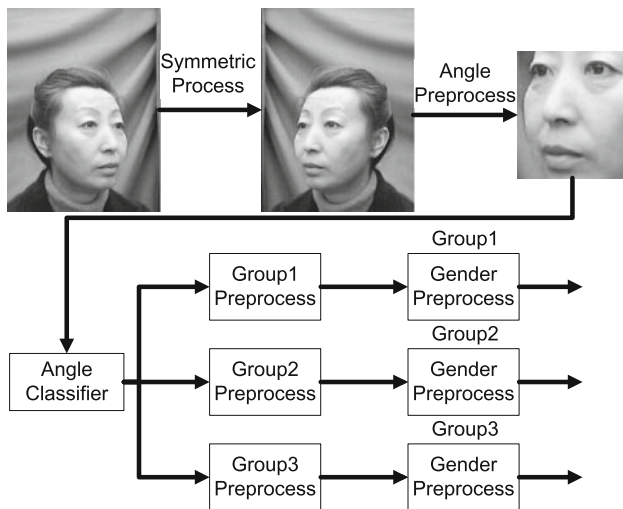 Symmetric
Process
Angle
Preprocess
Group1
Group1
Preprocess
Gender
Preprocess
Group2
Angle
Classifier
Group2
Preprocess
Gender
Preprocess
Group3
Group3
Preprocess
Gender
Preprocess